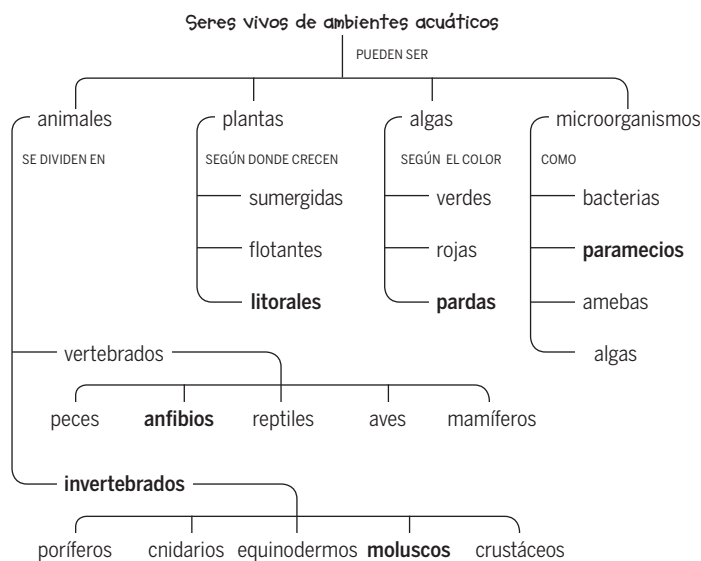 Seres vivos de ambientes acuáticos
PUEDEN SER
animales plantas algas microorganismos
SE DIVIDEN EN SEGÚN DONDE CRECEN SEGÚN EL COLOR COMO
sumergidas verdes bacterias
flotantes rojas paramecios
litorales pardas amebas
vertebrados algas
peces anfibios reptiles aves mamíferos
invertebrados
poríferos cnidarios equinodermos moluscos crustáceos